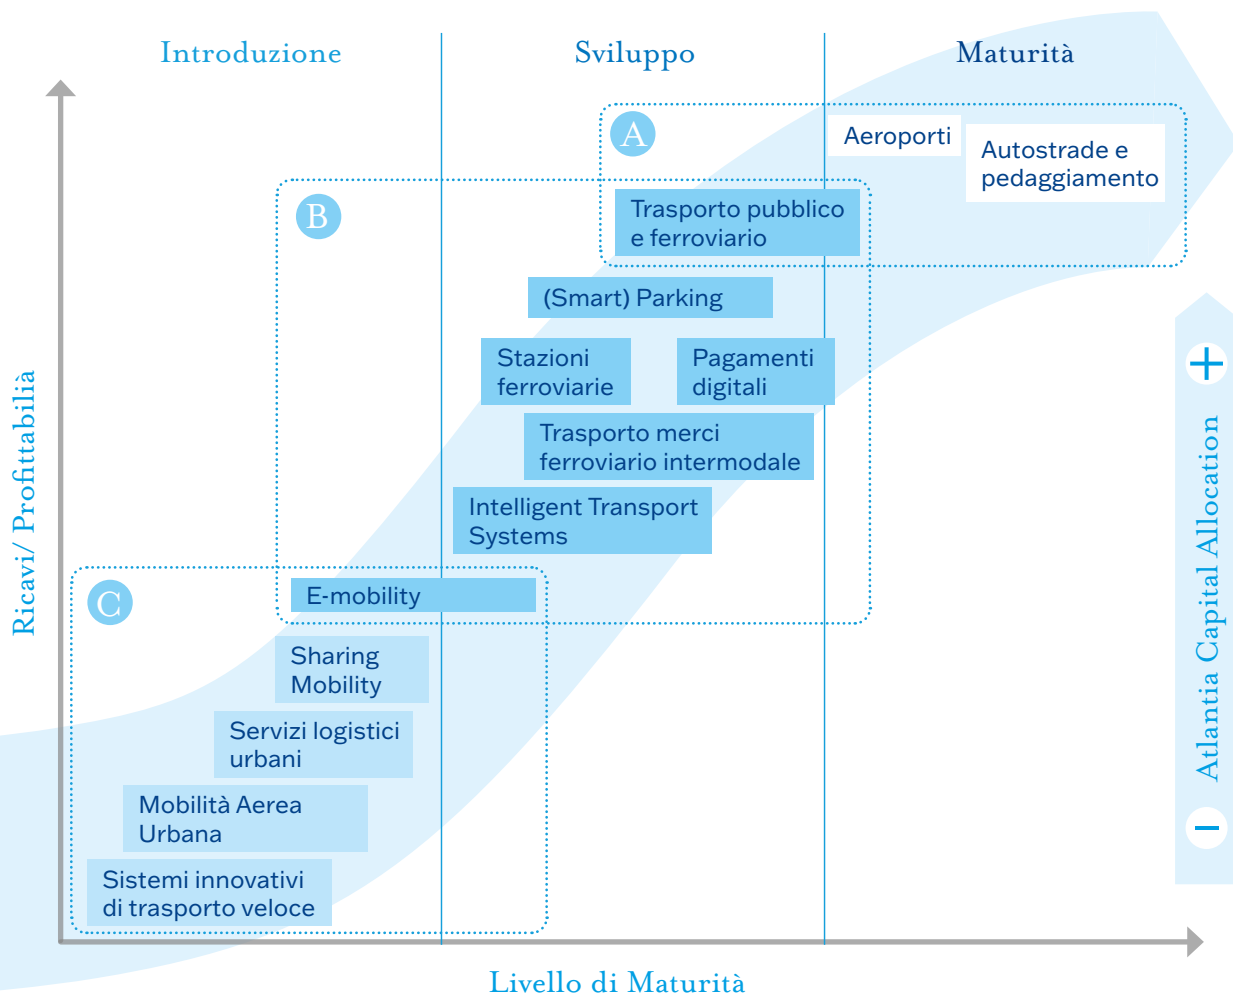 Introduzione
Sviluppo
Maturità
A
Aeroporti
Autostrade e
pedaggiamento
B
Trasporto pubblico
e ferroviario
(Smart) Parking
Stazioni
ferroviarie
Pagamenti
digitali
Trasporto merci
ferroviario intermodale
Intelligent Transport
Systems
C
E-mobility
Sharing
Mobility
Servizi logistici
urbani
Mobilità Aerea
Urbana
Sistemi innovativi
di trasporto veloce
Ricavi/ Profittabilià
Livello di Maturità
+
Atlantia Capital Allocation
−